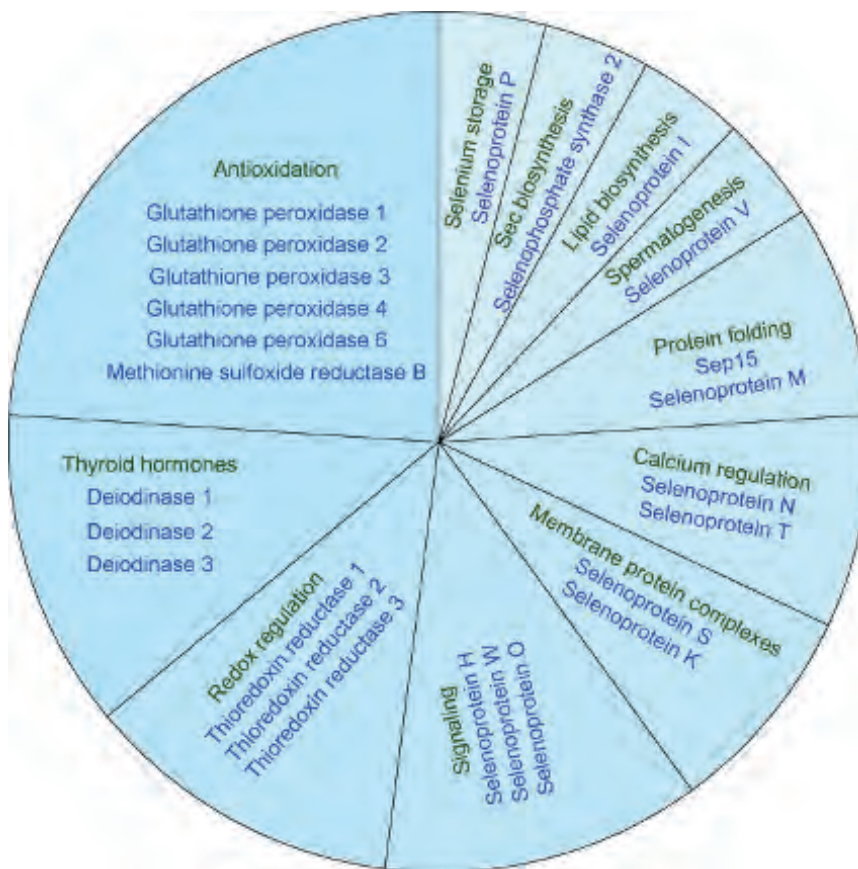 Antioxidation
Glutathione peroxidase 1
Glutathione peroxidase 2
Glutathione peroxidase 3
Glutathione peroxidase 4
Glutathione peroxidase 6
Methionine sulfoxide reductase B
Selenium storage
Selenoprotein P
Sec biosynthesis
Selenophosphate synthase 2
Lipid biosynthesis
Selenoprotein I
Spermalogenesis
Selenoprotein V
Protein folding
Sep15
Selenoprotein M
Calcium regulation
Selenoprotein N
Selenoprotein T
Membrane protein complexes
Selenoprotein S
Selenoprotein K
Signaling
Selenoprotein H
Selenoprotein W
Selenoprotein O
Redox regulation
Thioredoxin reductase 1
Thioredoxin reductase 2
Thioredoxin reductase 3
Thyroid hormones
Deiodinase 1
Deiodinase 2
Deiodinase 3